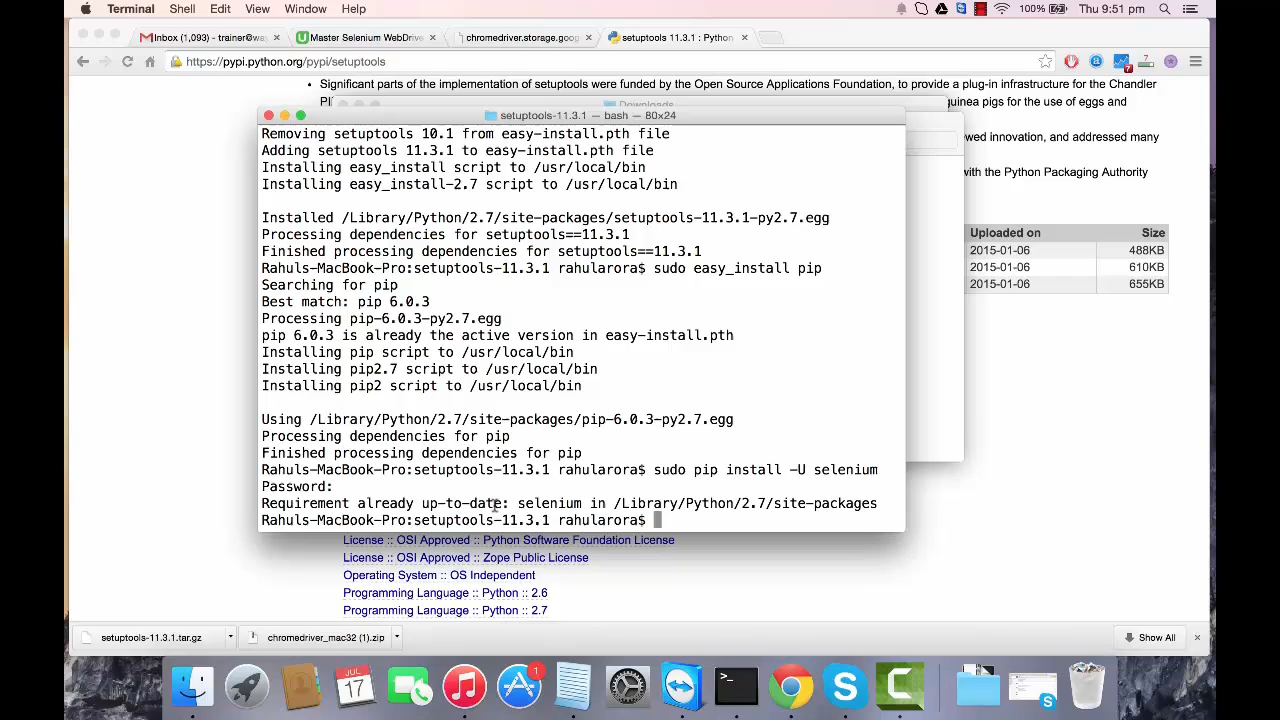 Terminal Shell Edit View Window Help
100% Thu 9:51 pm
Inbox (1,093) - trainer@wa
Master Selenium WebDrive
chromedriver.storage.goog
setuptools 11.3.1 : Python
https://pypi.python.org/pypi/setuptools
7
Significant parts of the implementation of setuptools were funded by the Open Source Applications Foundation, to provide a plug-in infrastructure for the Chandler
Downloads
uinea pigs for the use of eggs and
setuptools-11.3.1 — bash — 80x24
Removing setuptools 10.1 from easy-install.pth file
Adding setuptools 11.3.1 to easy-install.pth file
Installing easy_install script to /usr/local/bin
Installing easy_install-2.7 script to /usr/local/bin
Installed /Library/Python/2.7/site-packages/setuptools-11.3.1-py2.7.egg
Processing dependencies for setuptools==11.3.1
Finished processing dependencies for setuptools==11.3.1
Rahuls-MacBook-Pro:setuptools-11.3.1 rahularora$ sudo easy_install pip
Searching for pip
Best match: pip 6.0.3
Processing pip-6.0.3-py2.7.egg
pip 6.0.3 is already the active version in easy-install.pth
Installing pip script to /usr/local/bin
Installing pip2.7 script to /usr/local/bin
Installing pip2 script to /usr/local/bin
Using /Library/Python/2.7/site-packages/pip-6.0.3-py2.7.egg
Processing dependencies for pip
Finished processing dependencies for pip
Rahuls-MacBook-Pro:setuptools-11.3.1 rahularora$ sudo pip install -U selenium
Password:
Requirement already up-to-date: selenium in /Library/Python/2.7/site-packages
Rahuls-MacBook-Pro:setuptools-11.3.1 rahularora$
wed innovation, and addressed many
with the Python Packaging Authority
Uploaded on Size
2015-01-06 488KB
2015-01-06 610KB
2015-01-06 655KB
License :: OSI Approved :: Python Software Foundation License
License :: OSI Approved :: Zope Public License
Operating System :: OS Independent
Programming Language :: Python :: 2.6
Programming Language :: Python :: 2.7
setuptools-11.3.1.tar.gz
chromedriver_mac32 (1).zip
Show All
JUL
17
1